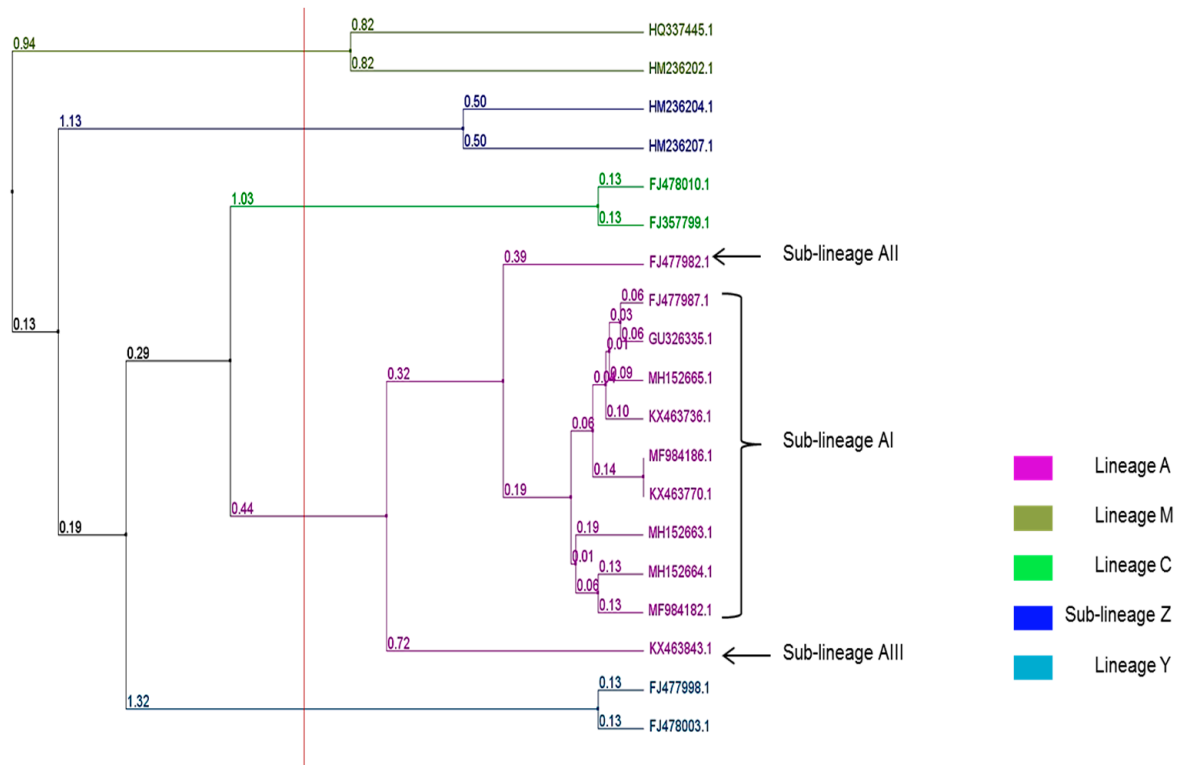 0.94
0.82
HQ337445.1
0.82
HM236202.1
1.13
0.50
HM236204.1
0.50
HM236207.1
1.03
0.13
FJ478010.1
0.13
FJ357799.1
0.39
FJ477982.1
Sub-lineage AII
0.06
FJ477987.1
0.03
0.06
GU326335.1
0.01
0.13
0.29
0.32
0.04
0.09
MH152665.1
0.10
KX463736.1
0.06
Sub-lineage AI
MF984186.1
0.14
KX463770.1
0.19
0.44
0.19
0.19
MH152663.1
0.01
0.13
MH152664.1
0.06
0.13
MF984182.1
0.72
KX463843.1
Sub-lineage AIII
1.32
0.13
FJ477998.1
0.13
FJ478003.1
Lineage A
Lineage M
Lineage C
Sub-lineage Z
Lineage Y